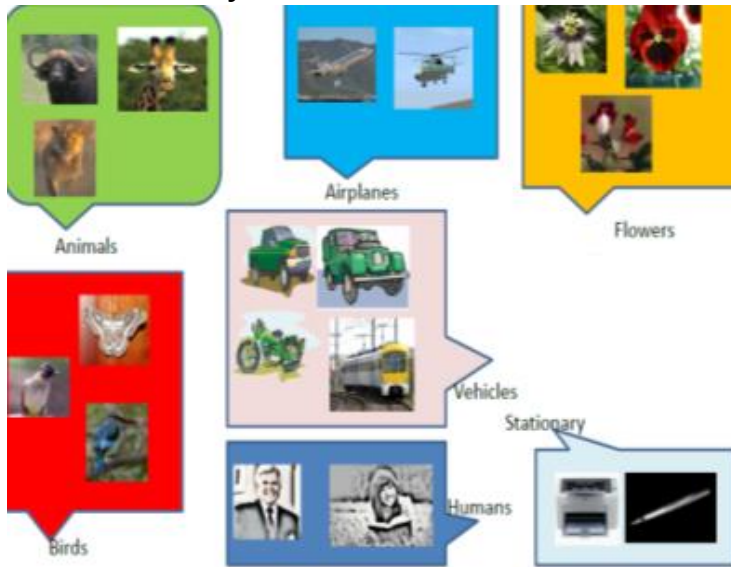 Airplanes
Animals
Flowers
Vehicles
Stationary
Humans
Birds